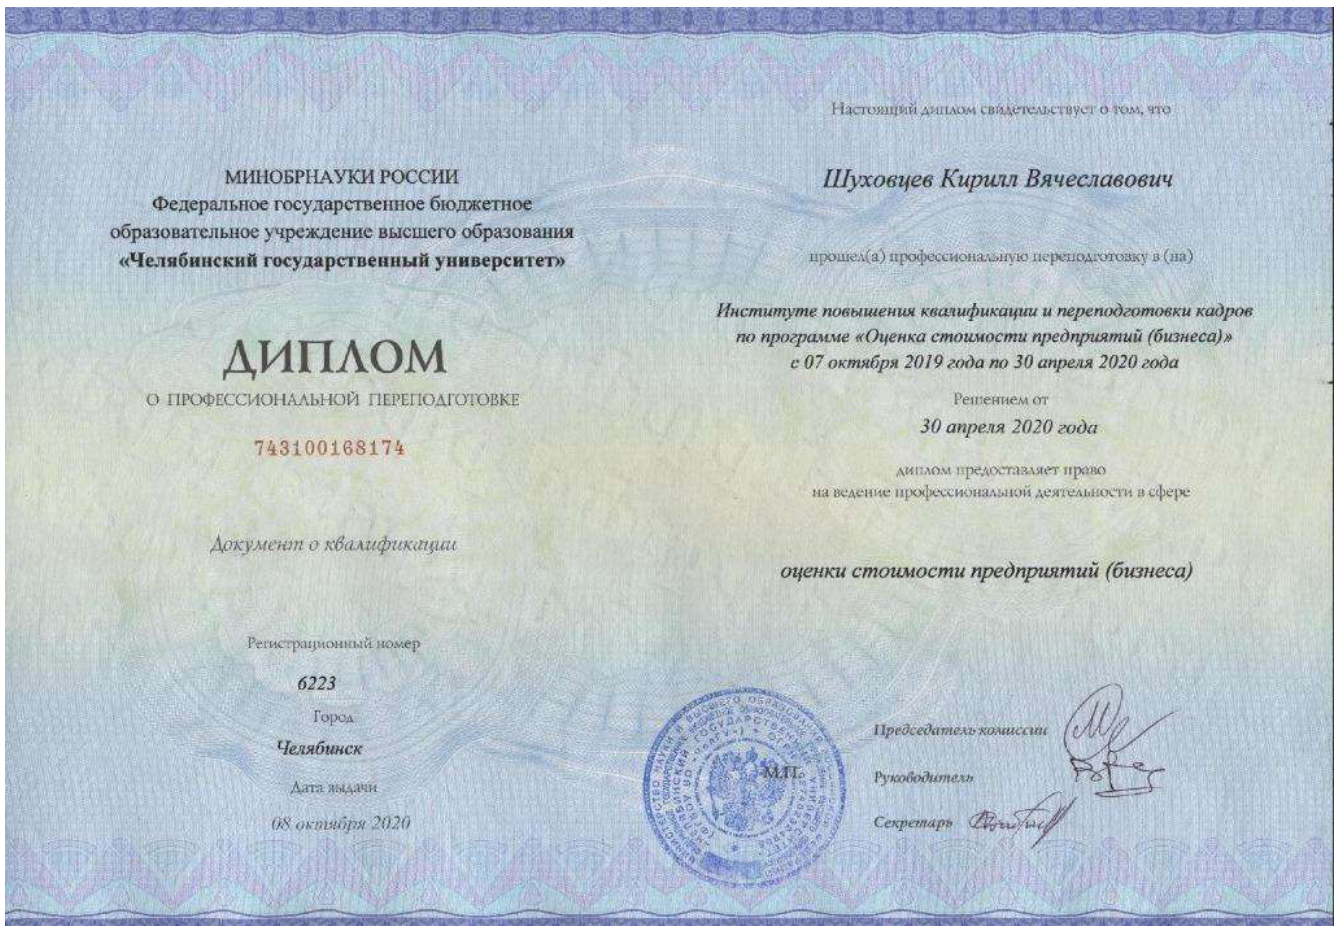 МИНОБРНАУКИ РОССИИ
Федеральное государственное бюджетное
образовательное учреждение высшего образования
«Челябинский государственный университет»
ДИПЛОМ
О ПРОФЕССИОНАЛЬНОЙ ПЕРЕПОДГОТОВКЕ
743100168174
Документ о квалификации
Регистрационный номер
6223
Город
Челябинск
Дата выдачи
08 октября 2020
Настоящий диплом свидетельствует о том, что
Шуховцев Кирилл Вячеславович
прошел(а) профессиональную переподготовку в (на)
Институте повышения квалификации и переподготовки кадров
по программе «Оценка стоимости предприятий (бизнеса)»
с 07 октября 2019 года по 30 апреля 2020 года
Решением от
30 апреля 2020 года
диплом предоставляет право
на ведение профессиональной деятельности в сфере
оценки стоимости предприятий (бизнеса)
М.П.
Председатель комиссии
Руководитель
Секретарь